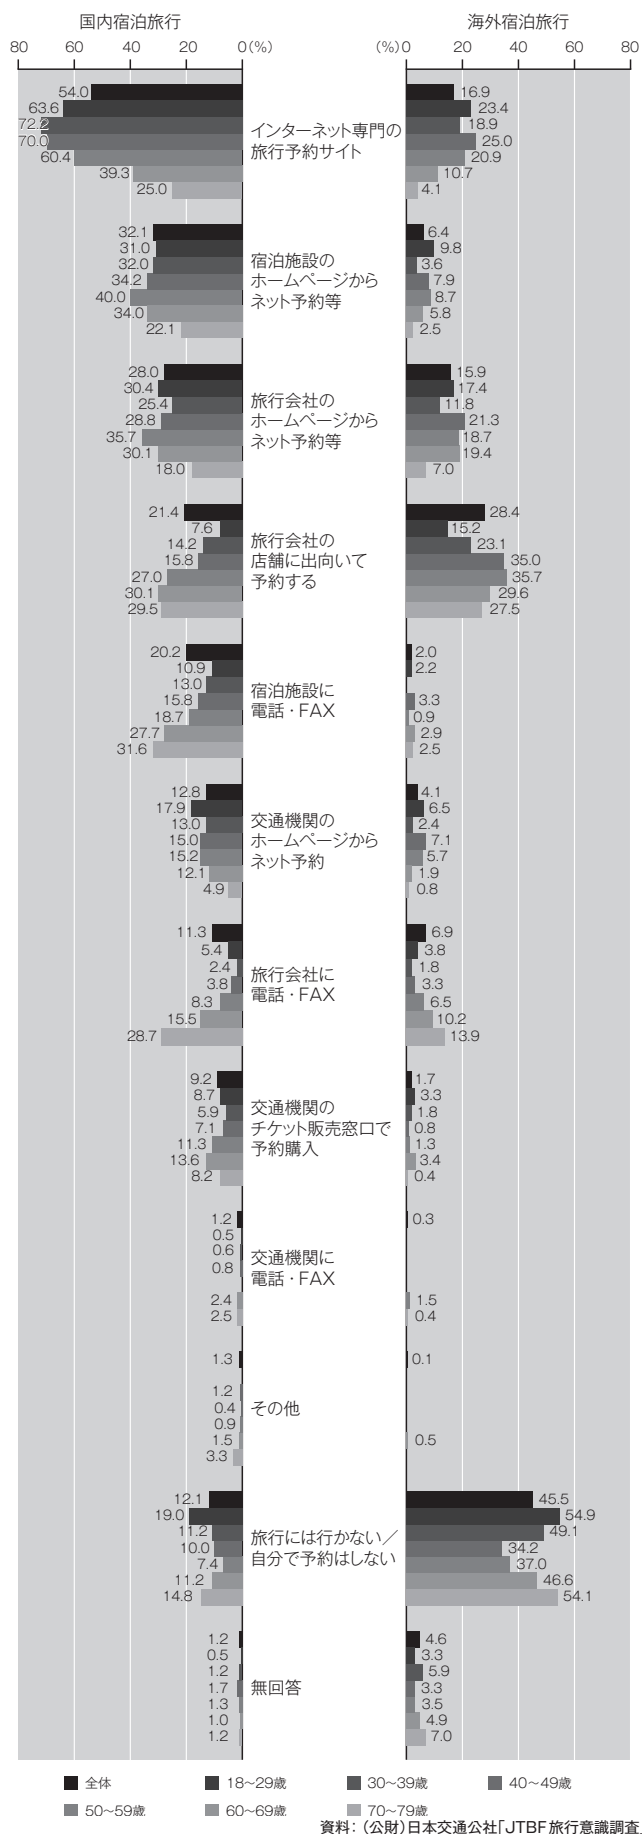 国内宿泊旅行
海外宿泊旅行
80 60 40 20 0(%)
(%)0 20 40 60 80
インターネット専門の
旅行予約サイト
54.0 16.9
63.6 23.4
72.2 18.9
70.0 25.0
60.4 20.9
39.3 10.7
25.0 4.1
宿泊施設の
ホームページから
ネット予約等
32.1 6.4
31.0 9.8
32.0 3.6
34.2 7.9
40.0 8.7
34.0 5.8
22.1 2.5
旅行会社の
ホームページから
ネット予約等
28.0 15.9
30.4 17.4
25.4 11.8
28.8 21.3
35.7 18.7
30.1 19.4
18.0 7.0
旅行会社の
店舗に出向いて
予約する
21.4 28.4
7.6 15.2
14.2 23.1
15.8 35.0
27.0 35.7
30.1 29.6
29.5 27.5
宿泊施設に
電話・FAX
20.2 2.0
10.9 2.2
13.0
15.8 3.3
18.7 0.9
27.7 2.9
31.6 2.5
交通機関の
ホームページから
ネット予約
12.8 4.1
17.9 6.5
13.0 2.4
15.0 7.1
15.2 5.7
12.1 1.9
4.9 0.8
旅行会社に
電話・FAX
11.3 6.9
5.4 3.8
2.4 1.8
3.8 3.3
8.3 6.5
15.5 10.2
28.7 13.9
交通機関の
チケット販売窓口で
予約購入
9.2 1.7
8.7 3.3
5.9 1.8
7.1 0.8
11.3 1.3
13.6 3.4
8.2 0.4
交通機関に
電話・FAX
1.2 0.3
0.5
0.6
0.8
2.4 1.5
2.5 0.4
その他
1.3 0.1
1.2
0.4
0.9
1.5 0.5
3.3
旅行には行かない／
自分で予約はしない
12.1 45.5
19.0 54.9
11.2 49.1
10.0 34.2
7.4 37.0
11.2 46.6
14.8 54.1
無回答
1.2 4.6
0.5 3.3
1.2 5.9
1.7 3.3
1.3 3.5
1.0 4.9
1.2 7.0
全体 18〜29歳 30〜39歳 40〜49歳
50〜59歳 60〜69歳 70〜79歳
資料：（公財）日本交通公社「JTBF旅行意識調査